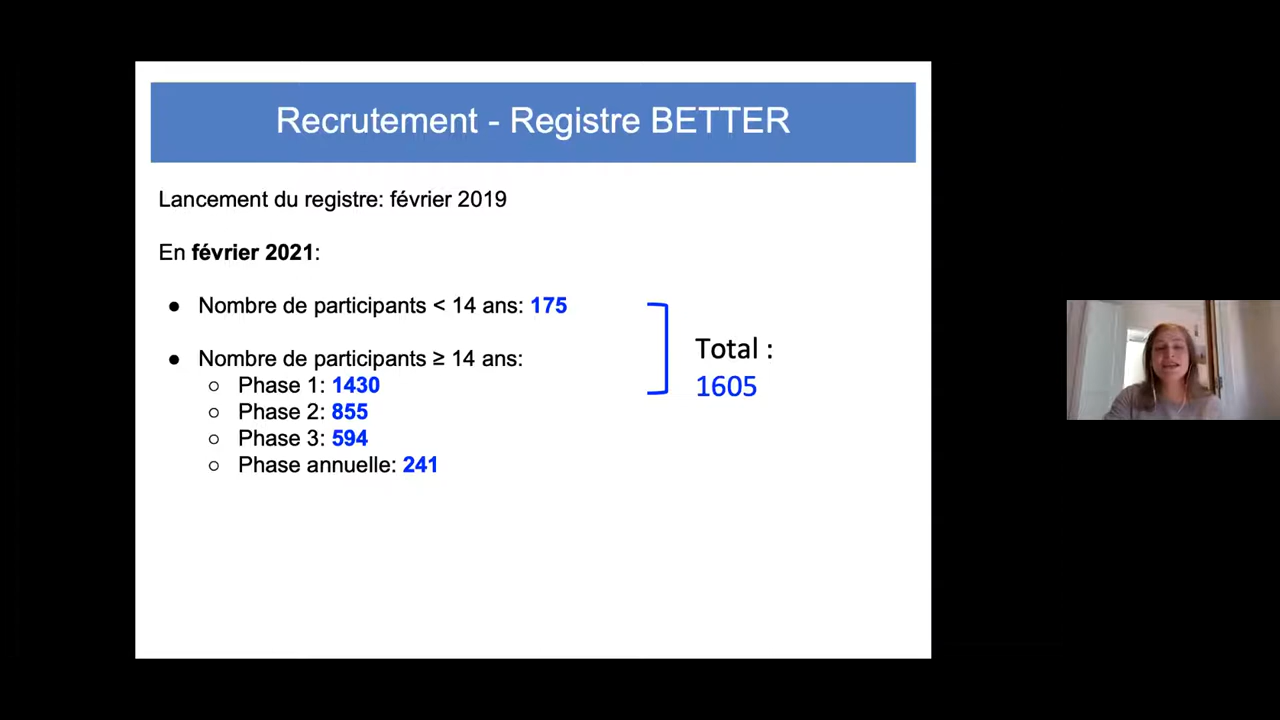 Recrutement - Registre BETTER
Lancement du registre: février 2019
En février 2021:
● Nombre de participants < 14 ans: 175
● Nombre de participants ≥ 14 ans:
○ Phase 1: 1430
○ Phase 2: 855
○ Phase 3: 594
○ Phase annuelle: 241
Total :
1605